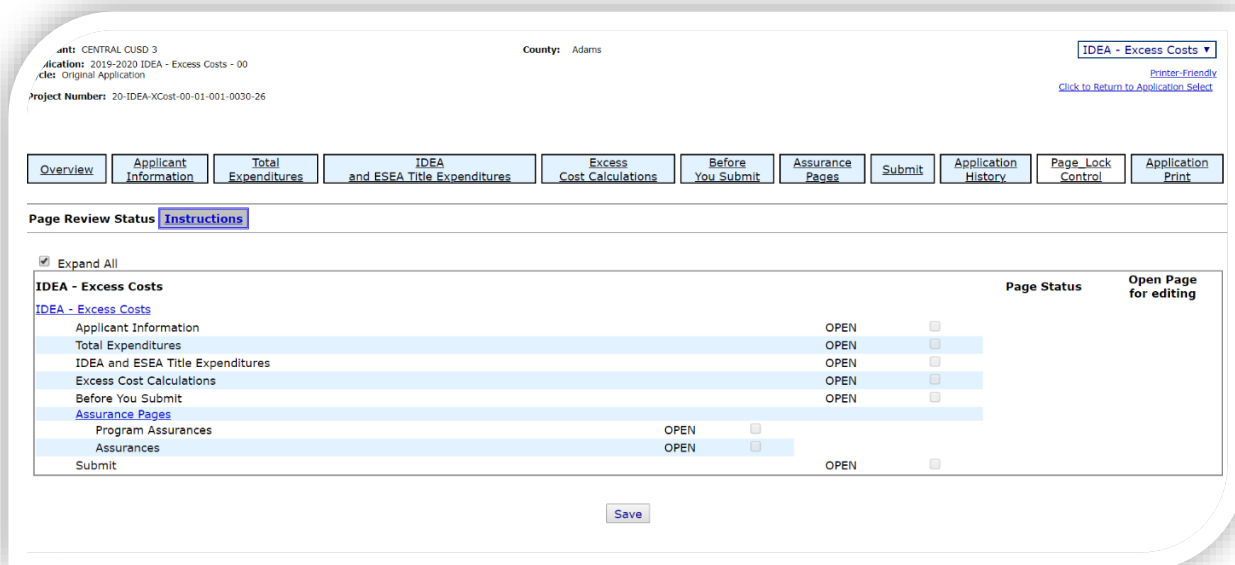 ant: CENTRAL CUSD 3 County: Adams IDEA - Excess Costs ▼
lication: 2019-2020 IDEA - Excess Costs - 00
cle: Original Application Printer-Friendly
Project Number: 20-IDEA-XCost-00-01-001-0030-26 Click to Return to Application Select
Overview Applicant Information Total Expenditures IDEA and ESEA Title Expenditures Excess Cost Calculations Before You Submit Assurance Pages Submit Application History Page_Lock Control Application Print
Page Review Status Instructions
Expand All
IDEA - Excess Costs Page Status Open Page for editing
IDEA - Excess Costs
Applicant Information OPEN
Total Expenditures OPEN
IDEA and ESEA Title Expenditures OPEN
Excess Cost Calculations OPEN
Before You Submit OPEN
Assurance Pages
Program Assurances OPEN
Assurances OPEN
Submit OPEN
Save